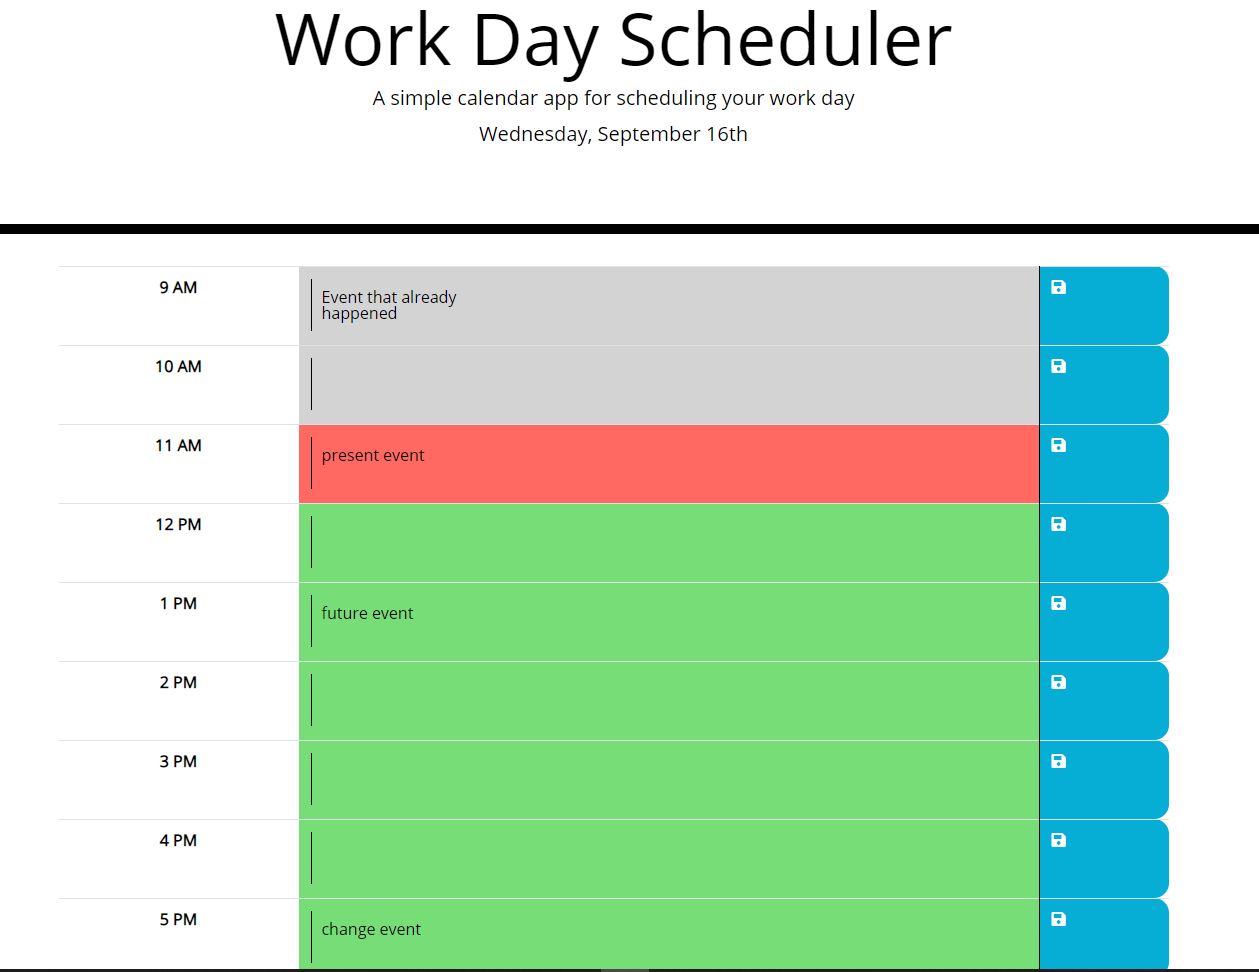 Work Day Scheduler
A simple calendar app for scheduling your work day
Wednesday, September 16th
9 AM
Event that already
happened
10 AM
11 AM
present event
12 PM
1 PM
future event
2 PM
3 PM
4 PM
5 PM
change event